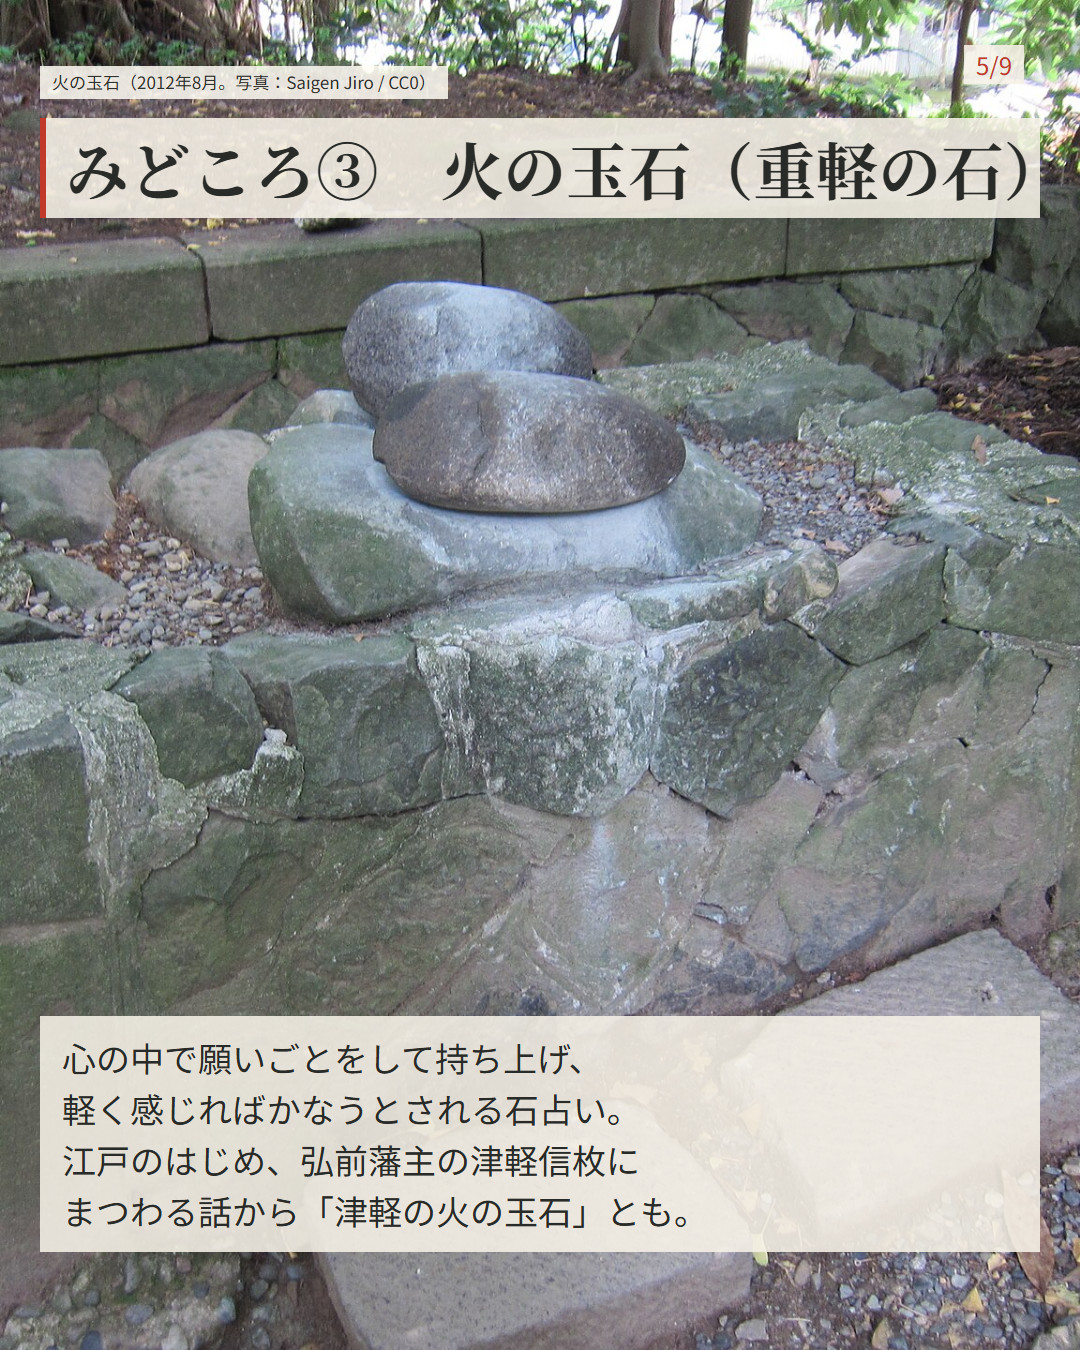 火の玉石（2012年8月。写真：Saigen Jiro / CC0）
5/9
みどころ③　火の玉石（重軽の石）
心の中で願いごとをして持ち上げ、
軽く感じればかなうとされる石占い。
江戸のはじめ、弘前藩主の津軽信枚に
まつわる話から「津軽の火の玉石」とも。